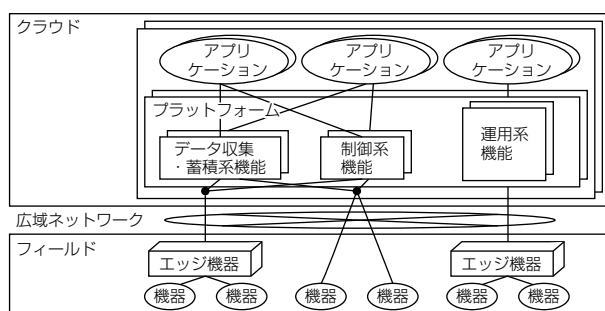 クラウド
アプリ
ケーション
アプリ
ケーション
アプリ
ケーション
プラットフォーム
データ収集
・蓄積系機能
制御系
機能
運用系
機能
広域ネットワーク
フィールド
エッジ機器
エッジ機器
機器
機器
機器
機器
機器
機器